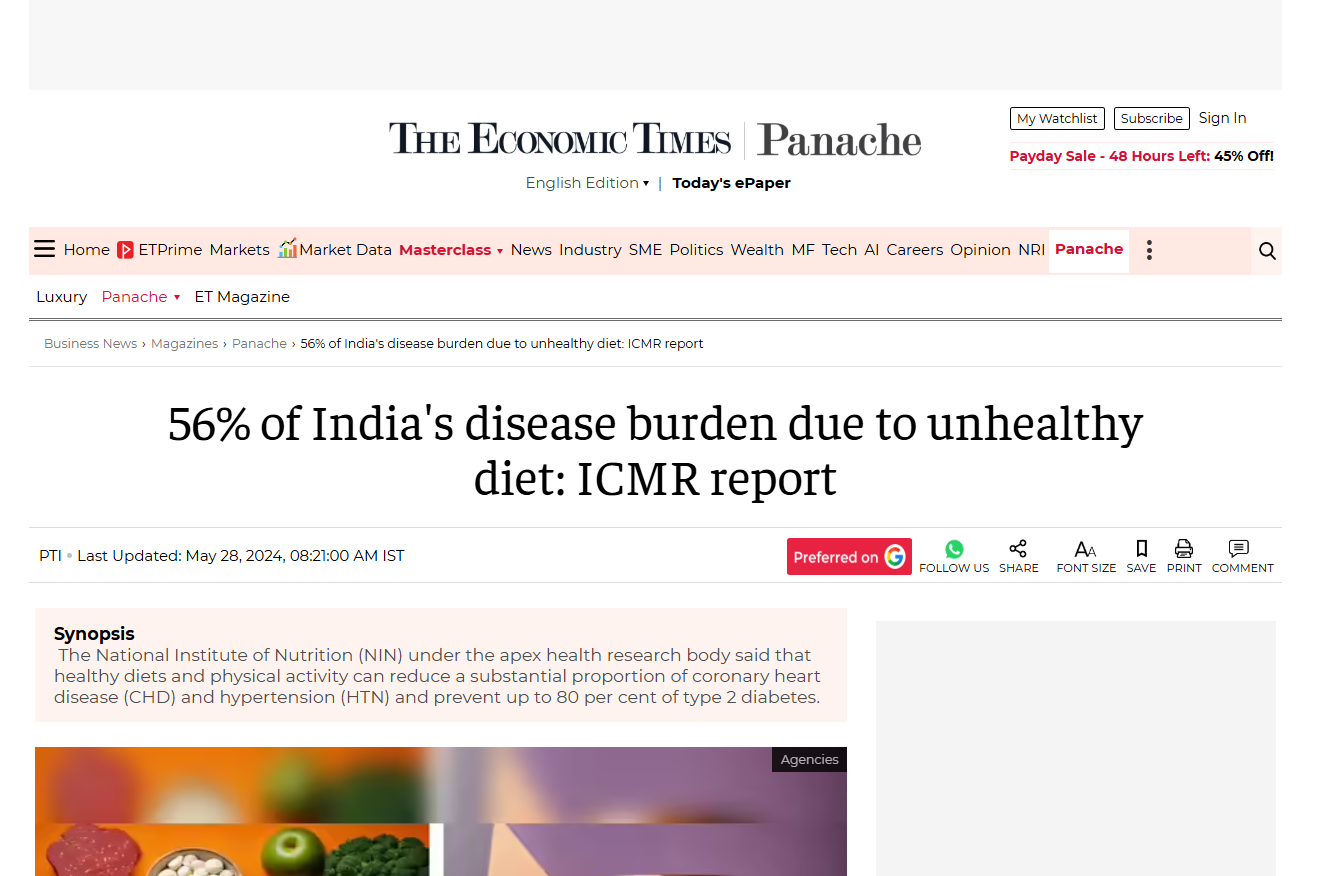 THE ECONOMIC TIMES | Panache
My Watchlist Subscribe Sign In
Payday Sale - 48 Hours Left: 45% Off!
English Edition ▾ | Today's ePaper
Home ETPrime Markets Market Data Masterclass ▾ News Industry SME Politics Wealth MF Tech AI Careers Opinion NRI Panache
Luxury Panache ▾ ET Magazine
Business News › Magazines › Panache › 56% of India's disease burden due to unhealthy diet: ICMR report
56% of India's disease burden due to unhealthy
diet: ICMR report
PTI • Last Updated: May 28, 2024, 08:21:00 AM IST
Preferred on G
FOLLOW US SHARE FONT SIZE SAVE PRINT COMMENT
Synopsis
The National Institute of Nutrition (NIN) under the apex health research body said that
healthy diets and physical activity can reduce a substantial proportion of coronary heart
disease (CHD) and hypertension (HTN) and prevent up to 80 per cent of type 2 diabetes.
Agencies